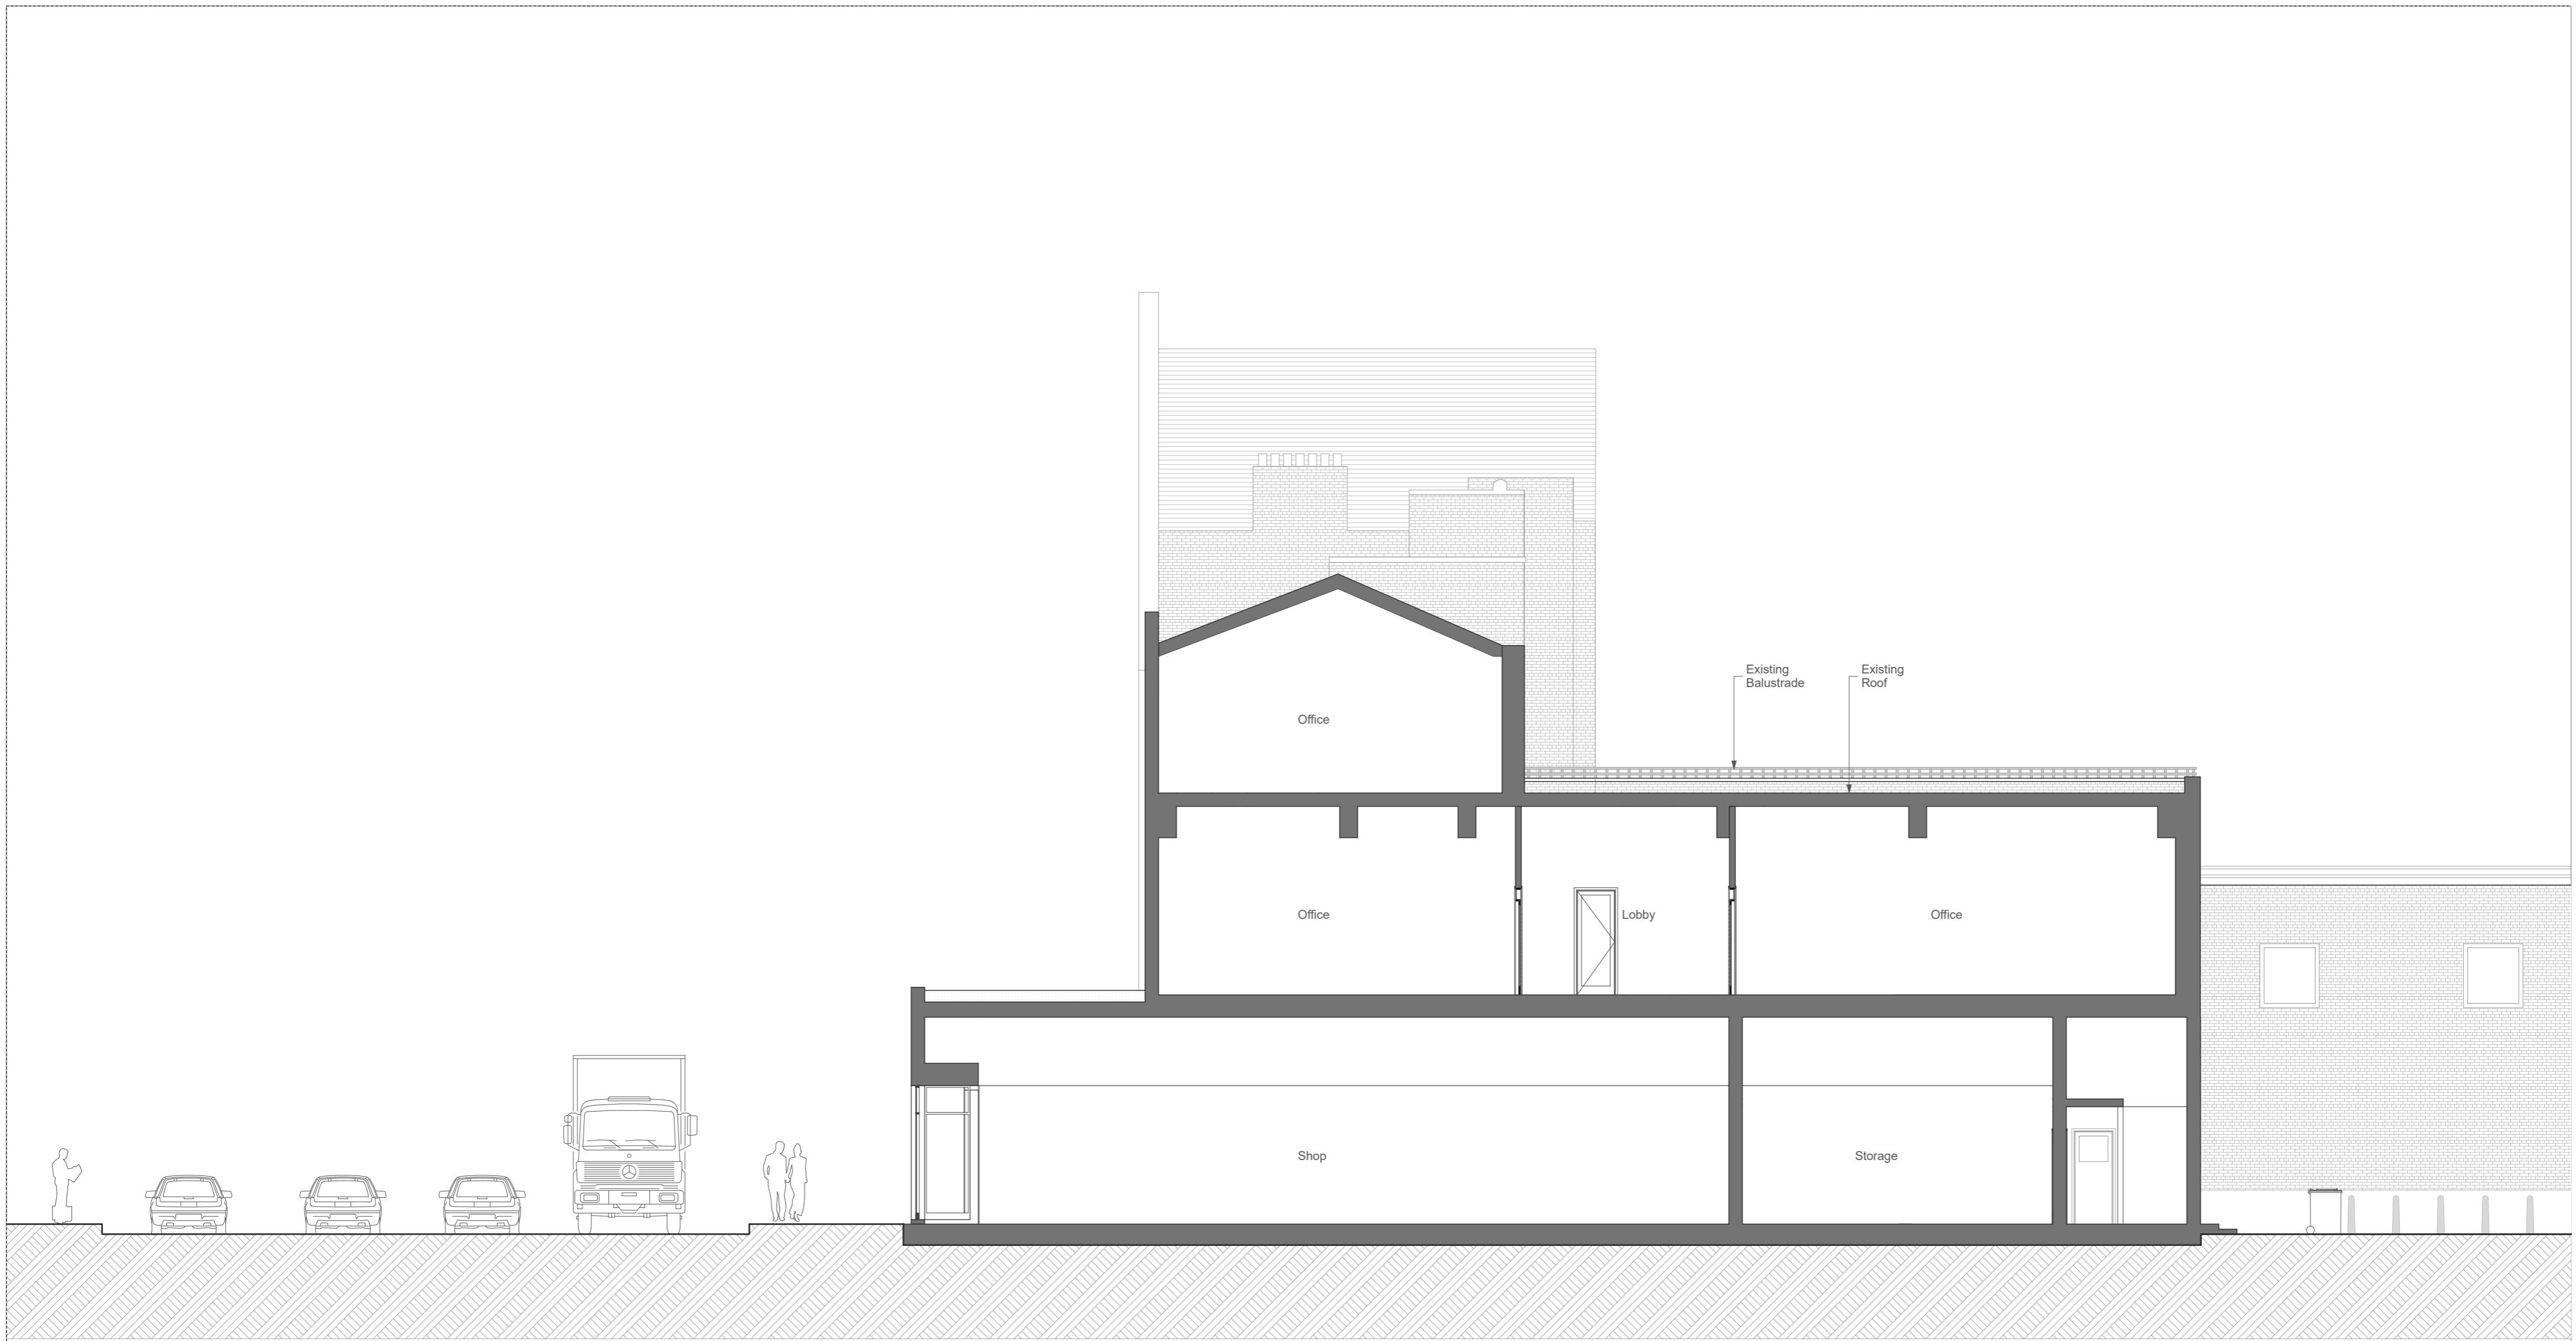 Existing
Balustrade
Existing
Roof
Office
Office
Lobby
Office
Shop
Storage